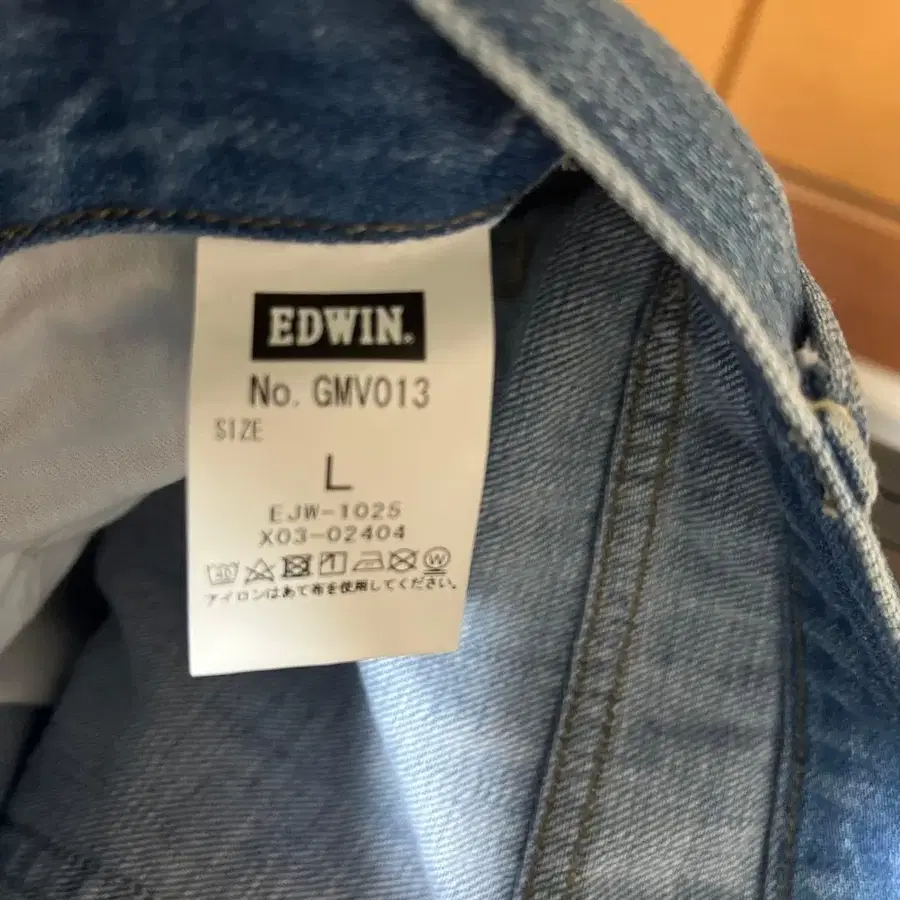 EDWIN.
No. GMV013
SIZE
L
EJW-1025
X03-02404
40 W
アイロンはあて布を使用してください。